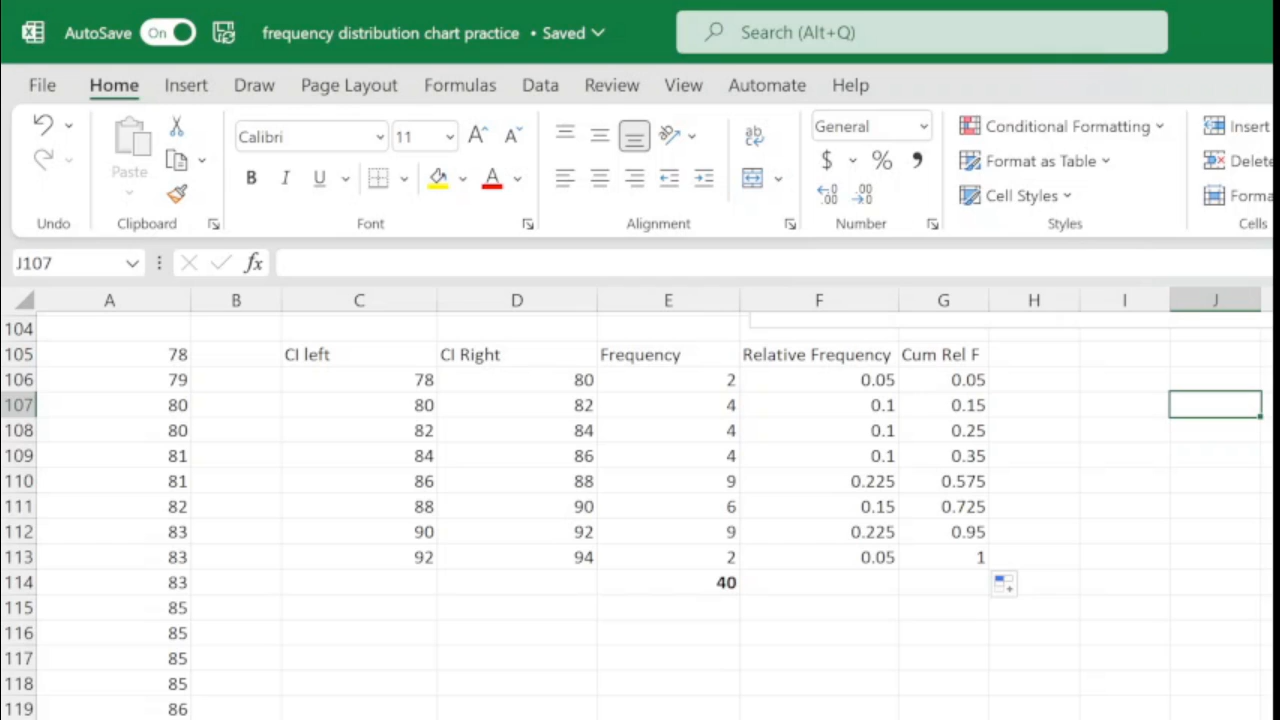 AutoSave On frequency distribution chart practice • Saved Search (Alt+Q)
File Home Insert Draw Page Layout Formulas Data Review View Automate Help
Calibri 11 General Conditional Formatting Insert
Paste Format as Table Delete
B I U A $ % Cell Styles Forma
Undo Clipboard Font Alignment Number Styles Cells
J107 fx
A B C D E F G H I J
104
105 78 CI left CI Right Frequency Relative Frequency Cum Rel F
106 79 78 80 2 0.05 0.05
107 80 80 82 4 0.1 0.15
108 80 82 84 4 0.1 0.25
109 81 84 86 4 0.1 0.35
110 81 86 88 9 0.225 0.575
111 82 88 90 6 0.15 0.725
112 83 90 92 9 0.225 0.95
113 83 92 94 2 0.05 1
114 83 40
115 85
116 85
117 85
118 85
119 86